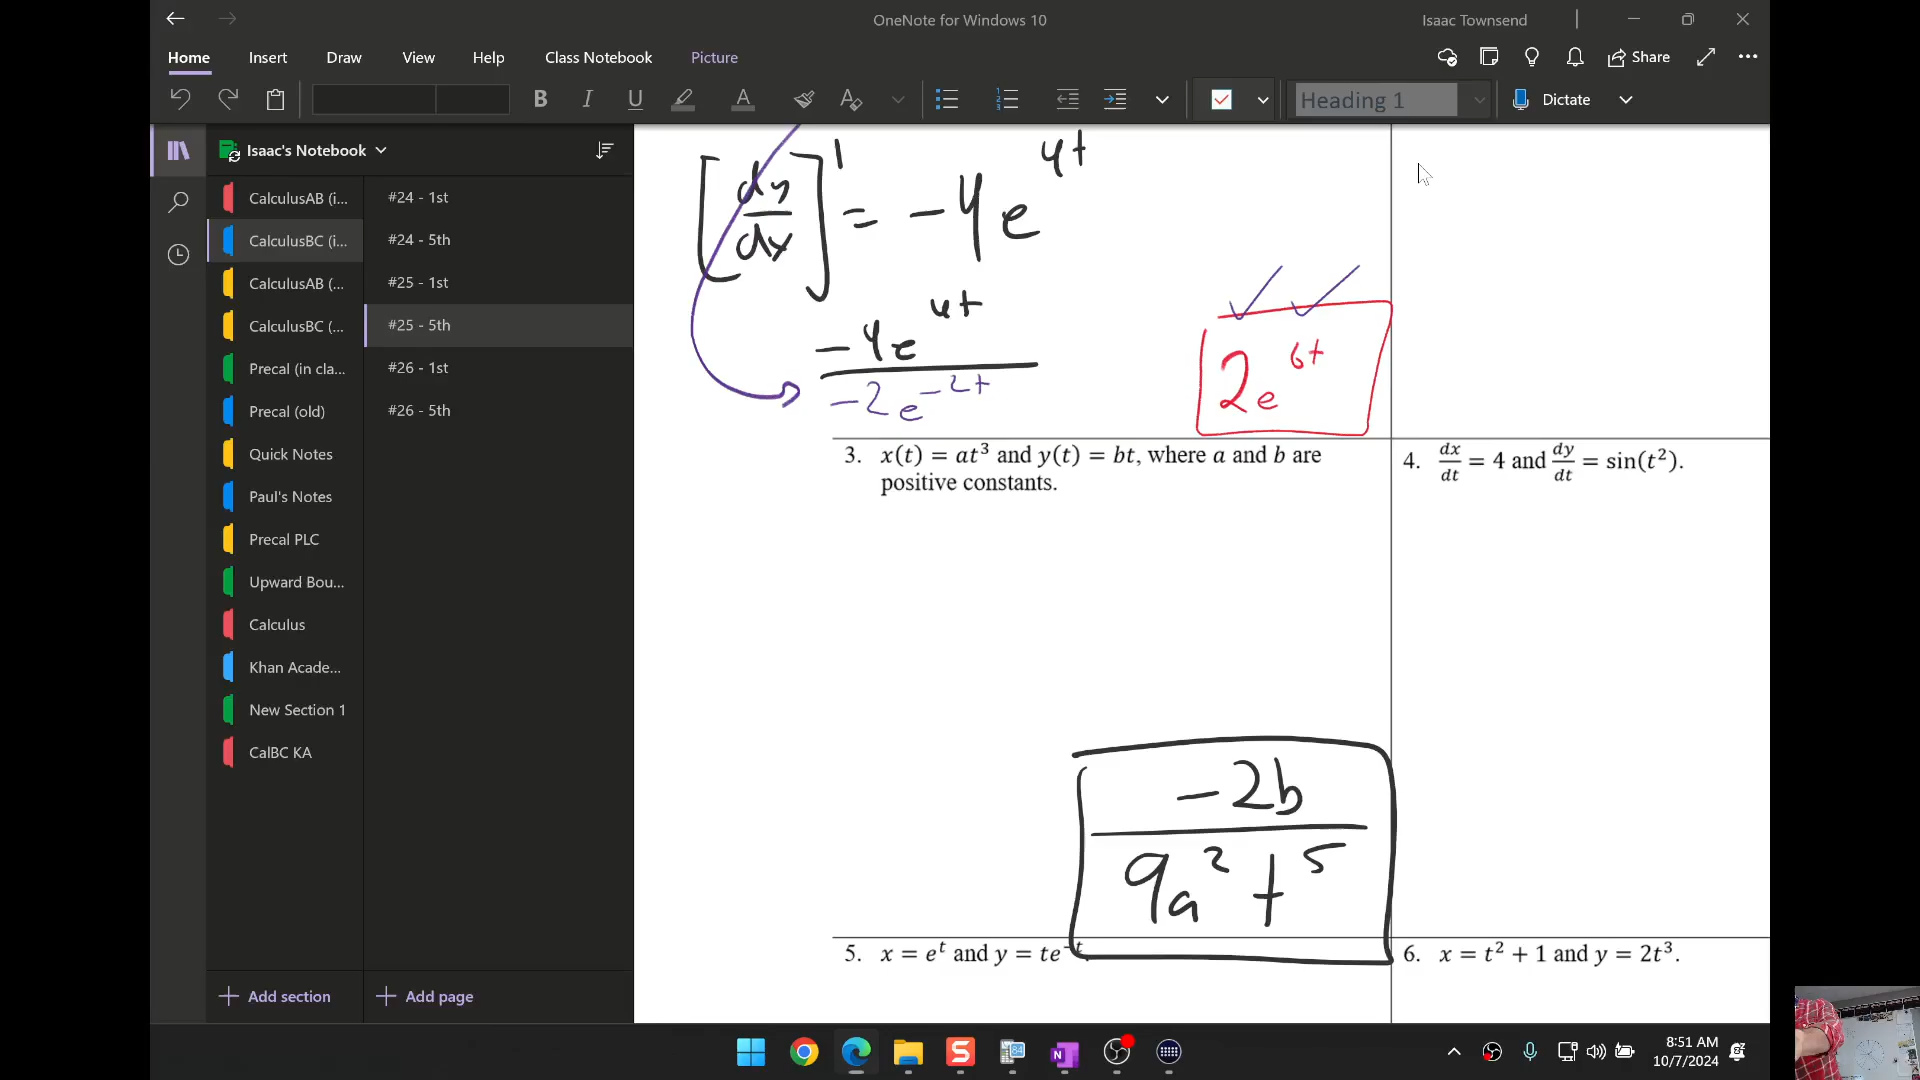 OneNote for Windows 10
Isaac Townsend
Home Insert Draw View Help Class Notebook Picture
Share
B I U A A Heading 1 Dictate
Isaac's Notebook
CalculusAB (i...
CalculusBC (i...
CalculusAB (...
CalculusBC (...
Precal (in cla...
Precal (old)
Quick Notes
Paul's Notes
Precal PLC
Upward Bou...
Calculus
Khan Acade...
New Section 1
CalBC KA
Add section
#24 - 1st
#24 - 5th
#25 - 1st
#25 - 5th
#26 - 1st
#26 - 5th
Add page
[dy/dx]' = -4e^4t
-4e^4t
-2e^-2t
2e^6t
3. x(t) = at³ and y(t) = bt, where a and b are
positive constants.
4. dx/dt = 4 and dy/dt = sin(t²).
-2b
9a² t⁵
5. x = e^t and y = te^-t
6. x = t² + 1 and y = 2t³.
8:51 AM
10/7/2024